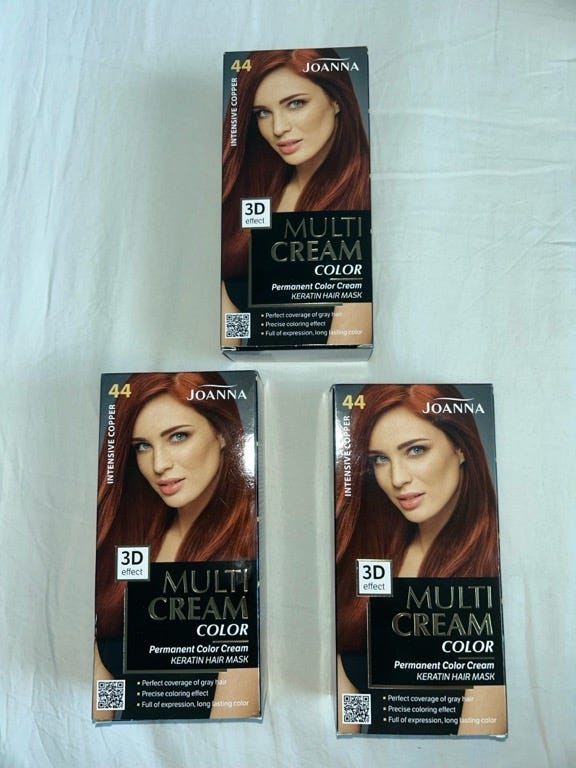 44
JOANNA
INTENSIVE COPPER
3D
effect
MULTI
CREAM
COLOR
Permanent Color Cream
KERATIN HAIR MASK
Perfect coverage of gray hair
Precise coloring effect
Full of expression, long lasting color
44
JOANNA
INTENSIVE COPPER
3D
effect
MULTI
CREAM
COLOR
Permanent Color Cream
KERATIN HAIR MASK
Perfect coverage of gray hair
Precise coloring effect
Full of expression, long lasting color
44
JOANNA
INTENSIVE COPPER
3D
effect
MULTI
CREAM
COLOR
Permanent Color Cream
KERATIN HAIR MASK
Perfect coverage of gray hair
Precise coloring effect
Full of expression, long lasting color